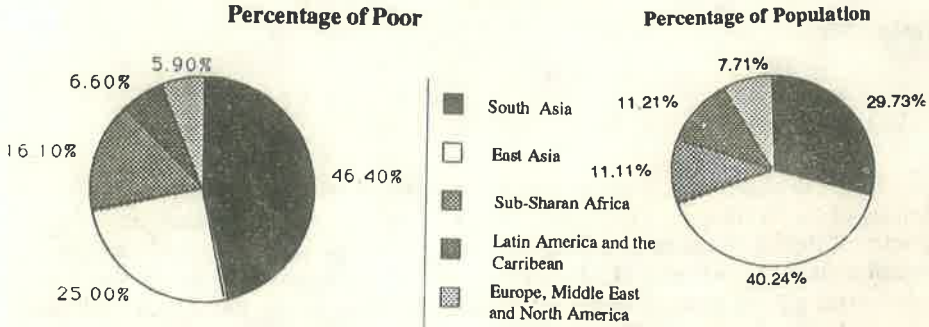 Percentage of Poor
5.90%
6.60%
16.10%
46.40%
25.00%
South Asia
East Asia
Sub-Sharan Africa
Latin America and the
Carribean
Europe, Middle East
and North America
Percentage of Population
7.71%
11.21%
29.73%
11.11%
40.24%